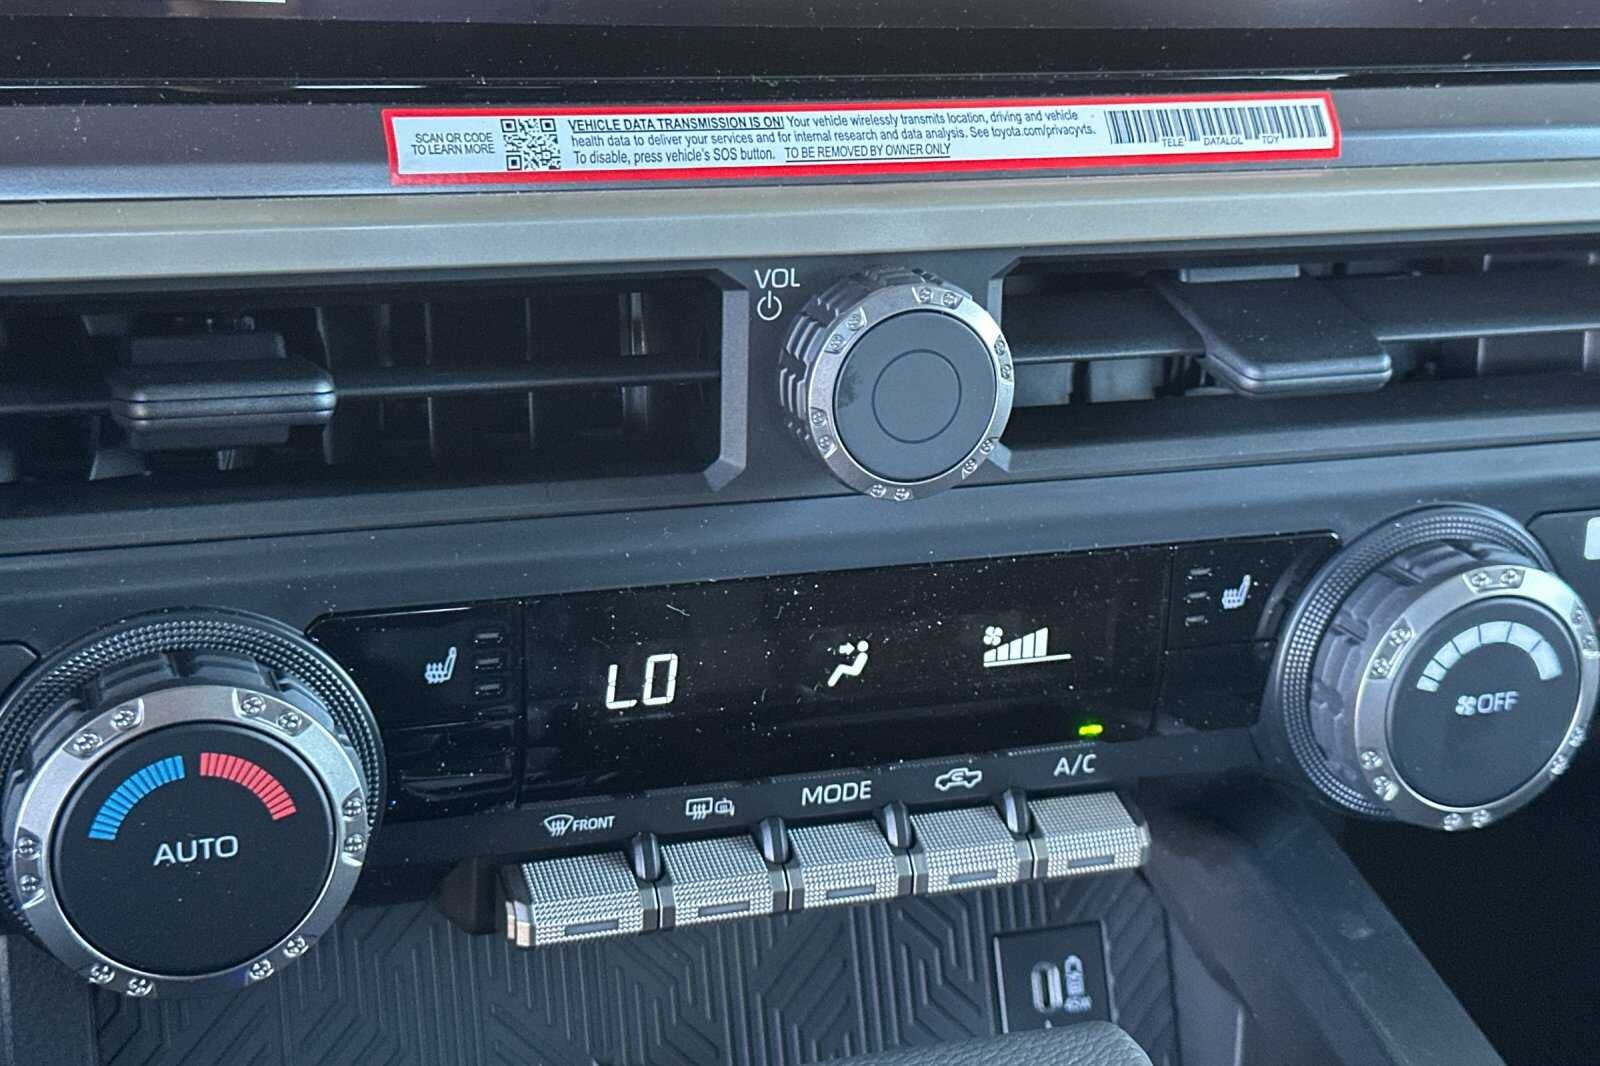 SCAN QR CODE
TO LEARN MORE
VEHICLE DATA TRANSMISSION IS ON! Your vehicle wirelessly transmits location, driving and vehicle
health data to deliver your services and for internal research and data analysis. See toyota.com/privacyvts.
To disable, press vehicle's SOS button. TO BE REMOVED BY OWNER ONLY
TELE DATALGL TOY
VOL
LO
OFF
A/C
MODE
FRONT
AUTO
45W